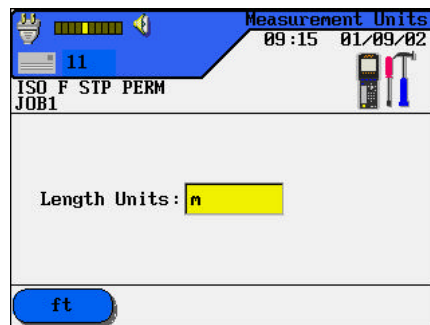 Measurement Units
09:15 01/09/02
11
ISO F STP PERM
JOB1
Length Units: m
ft